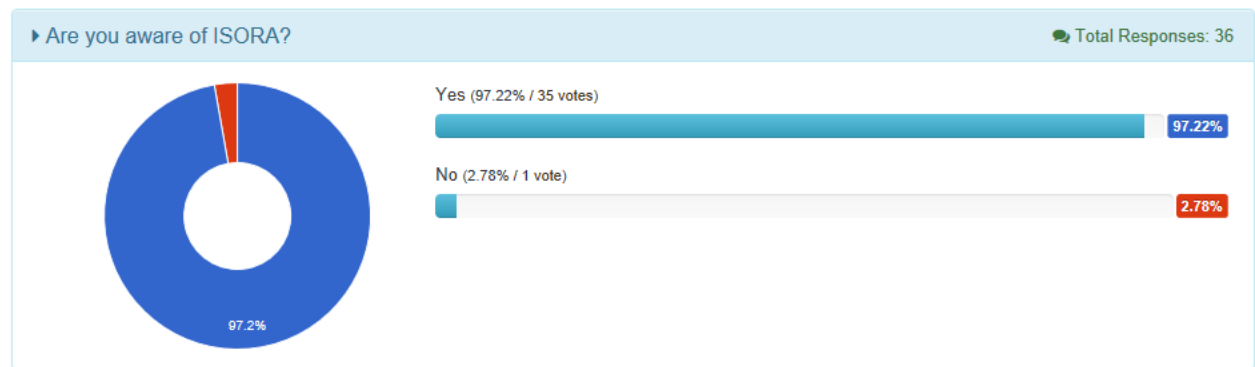 Are you aware of ISORA?
Total Responses: 36
Yes (97.22% / 35 votes)
97.22%
No (2.78% / 1 vote)
2.78%
97.2%